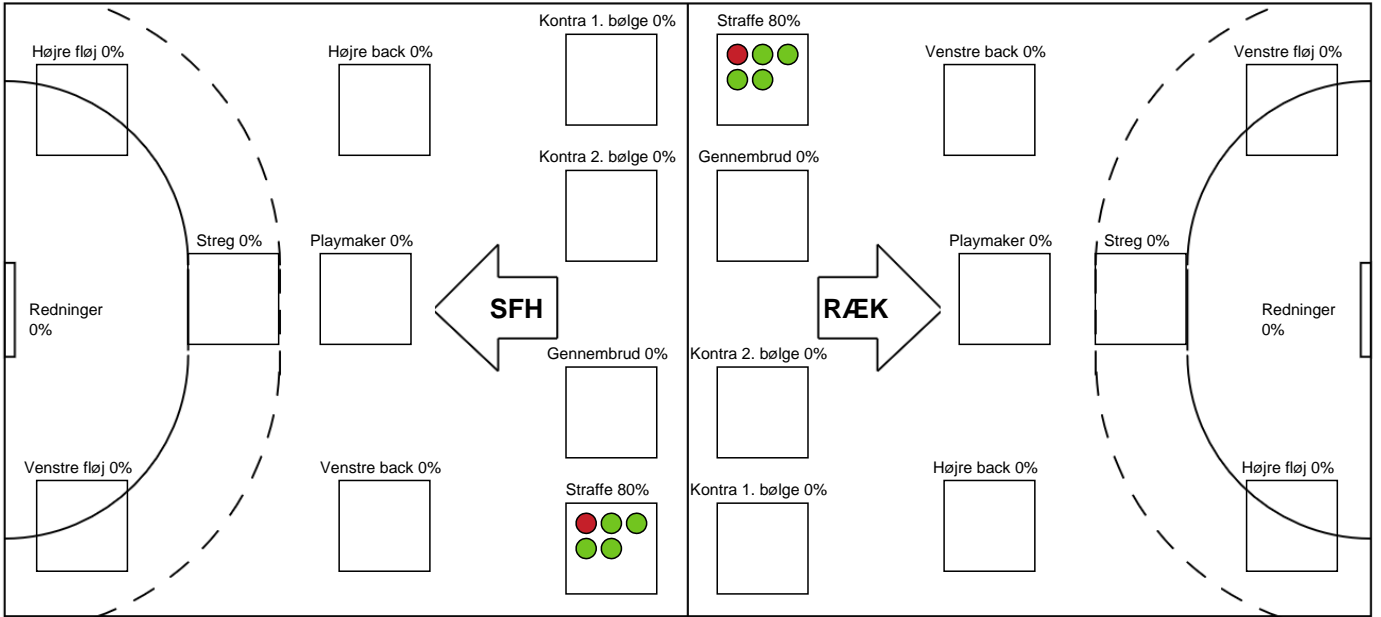 Kontra 1. bølge 0%
Straffe 80%
Højre fløj 0%
Højre back 0%
Venstre back 0%
Venstre fløj 0%
Kontra 2. bølge 0%
Gennembrud 0%
Streg 0%
Playmaker 0%
Playmaker 0%
Streg 0%
Redninger
0%
SFH
RÆK
Redninger
0%
Gennembrud 0%
Kontra 2. bølge 0%
Venstre fløj 0%
Venstre back 0%
Højre back 0%
Højre fløj 0%
Straffe 80%
Kontra 1. bølge 0%